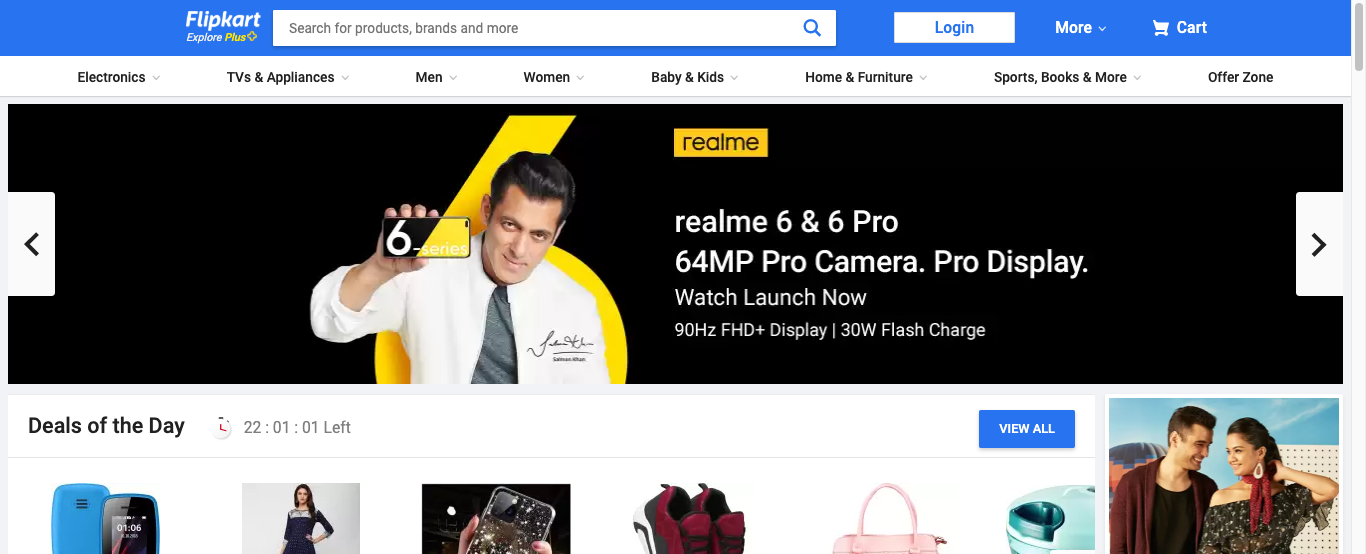 Flipkart
Explore Plus
Search for products, brands and more
Login
More
Cart
Electronics
TVs & Appliances
Men
Women
Baby & Kids
Home & Furniture
Sports, Books & More
Offer Zone
realme
6-series
realme 6 & 6 Pro
64MP Pro Camera. Pro Display.
Watch Launch Now
90Hz FHD+ Display | 30W Flash Charge
Salman Khan
Deals of the Day
22 : 01 : 01 Left
VIEW ALL
01:06